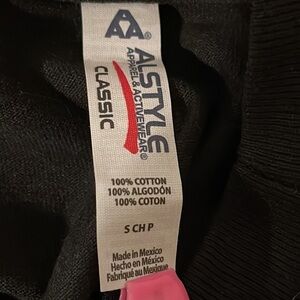 AA
ALSTYLE
APPAREL & ACTIVEWEAR®
CLASSIC
100% COTTON
100% ALGODÓN
100% COTON
S CH P
Made in Mexico
Hecho en México
Fabriqué au Mexique